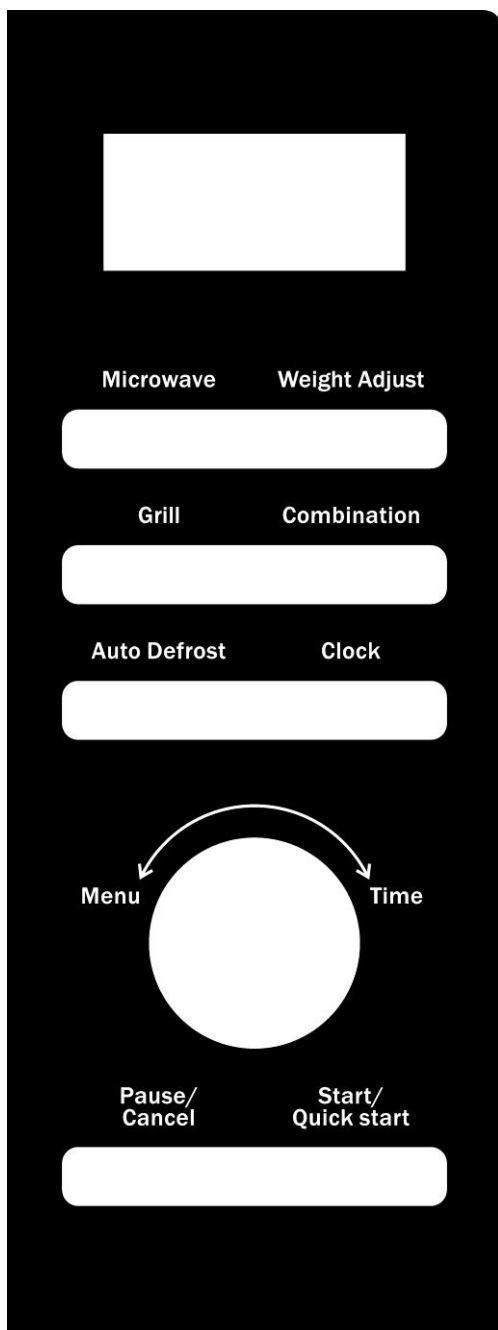 Microwave Weight Adjust
Grill Combination
Auto Defrost Clock
Menu Time
Pause/ Start/
Cancel Quick start